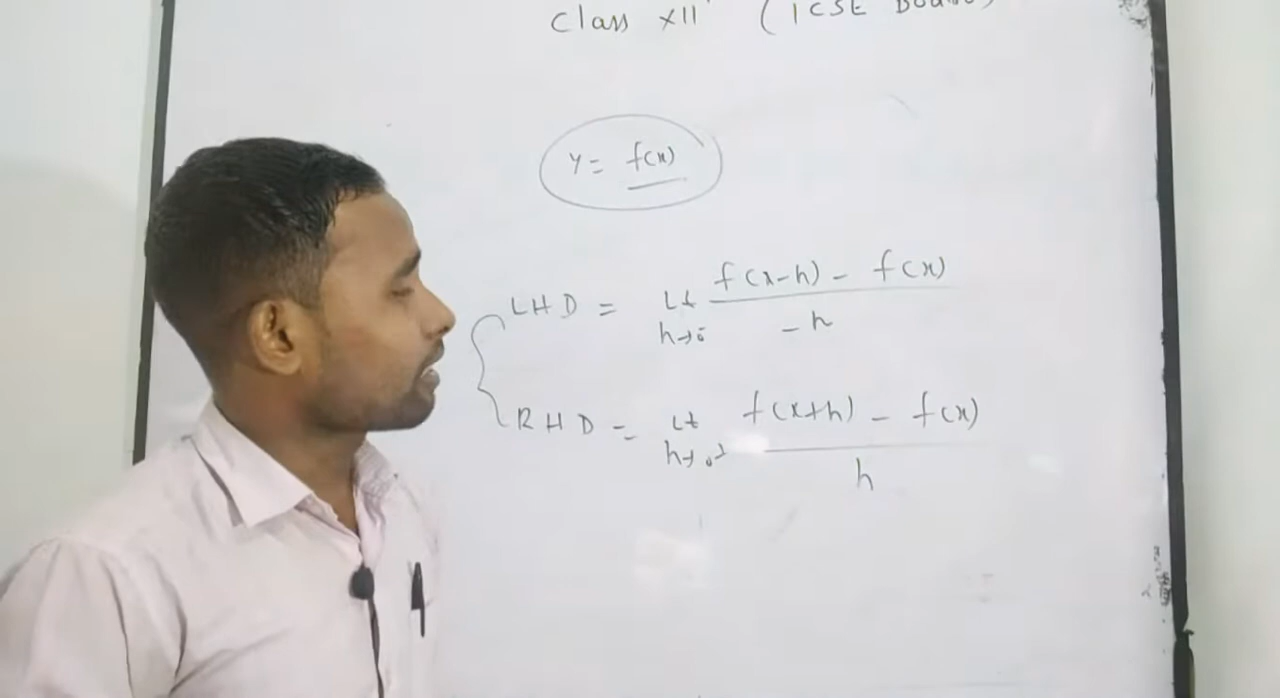 Class XII (ICSE Board)
y = f(x)
LHD = Lt f(x-h) - f(x)
h→0⁻ -h
RHD = Lt f(x+h) - f(x)
h→0⁺ h